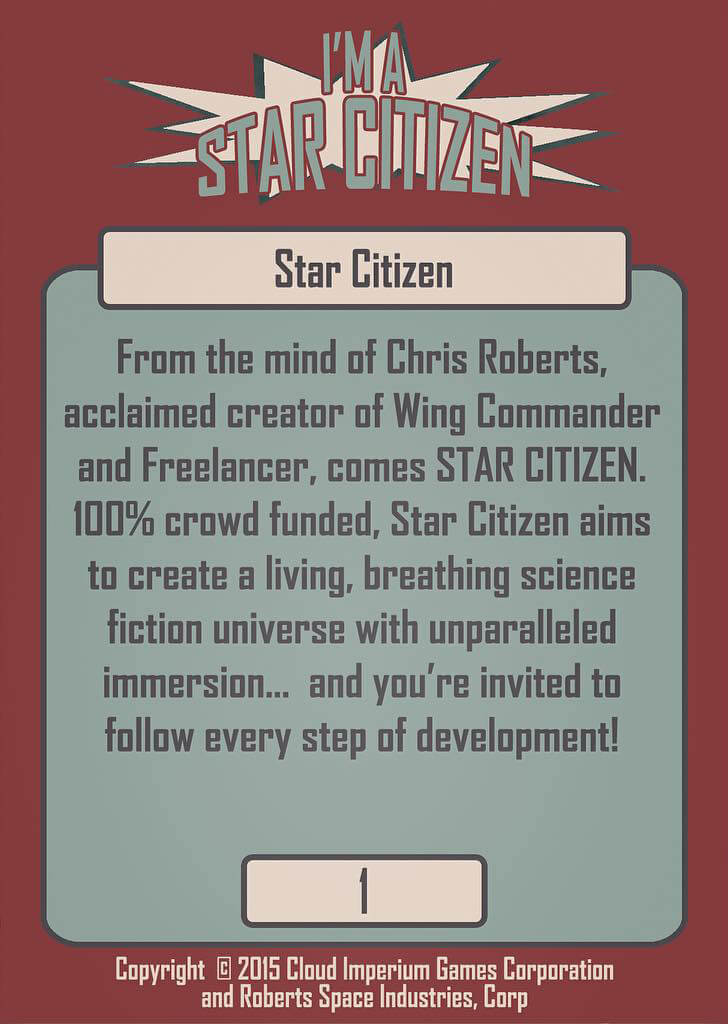 I'M A
STAR CITIZEN
Star Citizen
From the mind of Chris Roberts,
acclaimed creator of Wing Commander
and Freelancer, comes STAR CITIZEN.
100% crowd funded, Star Citizen aims
to create a living, breathing science
fiction universe with unparalleled
immersion...  and you're invited to
follow every step of development!
1
Copyright © 2015 Cloud Imperium Games Corporation
and Roberts Space Industries, Corp